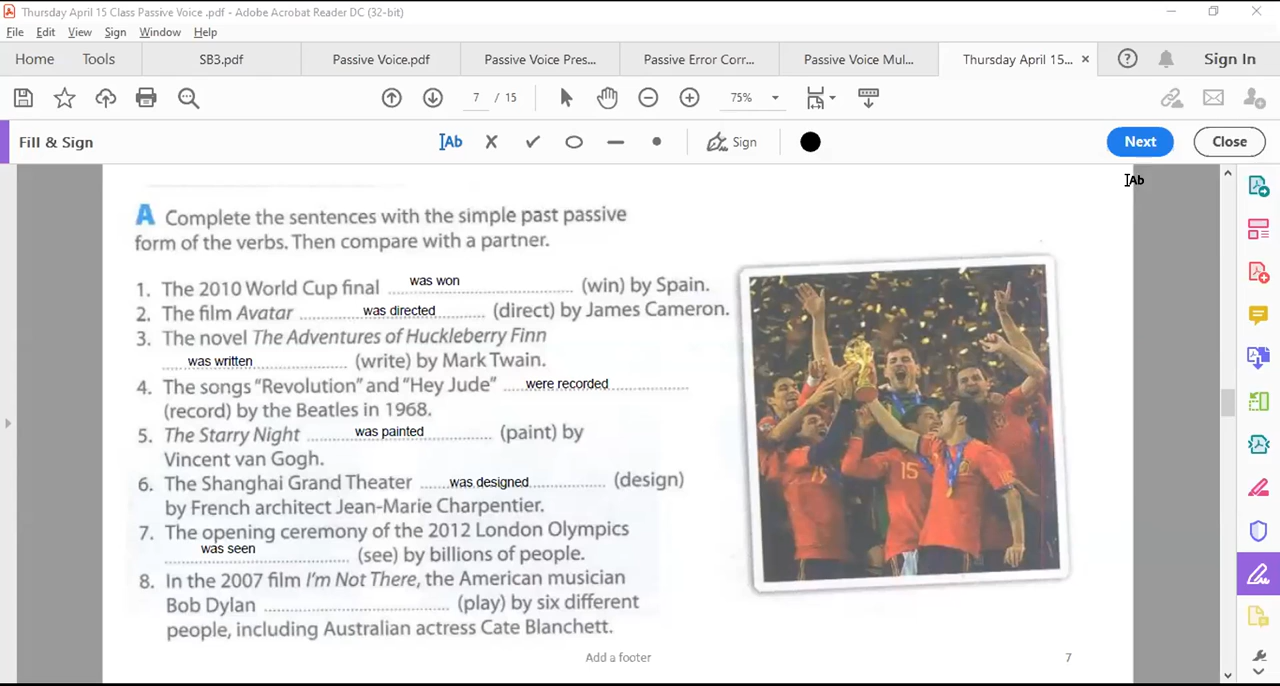 Thursday April 15 Class Passive Voice .pdf - Adobe Acrobat Reader DC (32-bit)
File Edit View Sign Window Help
Home Tools SB3.pdf Passive Voice.pdf Passive Voice Pres... Passive Error Corr... Passive Voice Mul... Thursday April 15... × Sign In
7 / 15 75%
Fill & Sign Ab Sign Next Close
Ab
A Complete the sentences with the simple past passive
form of the verbs. Then compare with a partner.
1. The 2010 World Cup final was won (win) by Spain.
2. The film Avatar was directed (direct) by James Cameron.
3. The novel The Adventures of Huckleberry Finn
was written (write) by Mark Twain.
4. The songs "Revolution" and "Hey Jude" were recorded
(record) by the Beatles in 1968.
5. The Starry Night was painted (paint) by
Vincent van Gogh.
6. The Shanghai Grand Theater was designed (design)
by French architect Jean-Marie Charpentier.
7. The opening ceremony of the 2012 London Olympics
was seen (see) by billions of people.
8. In the 2007 film I'm Not There, the American musician
Bob Dylan (play) by six different
people, including Australian actress Cate Blanchett.
15
Add a footer 7